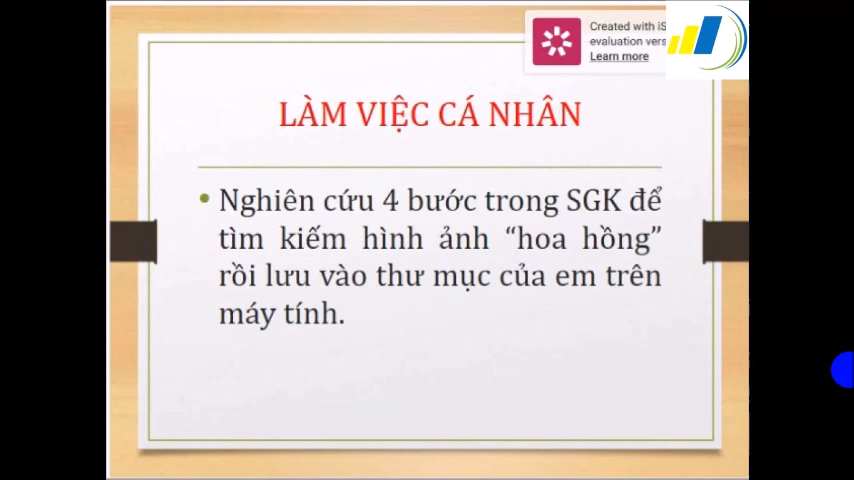 Created with iS
evaluation vers
Learn more
LÀM VIỆC CÁ NHÂN
• Nghiên cứu 4 bước trong SGK để
tìm kiếm hình ảnh “hoa hồng”
rồi lưu vào thư mục của em trên
máy tính.